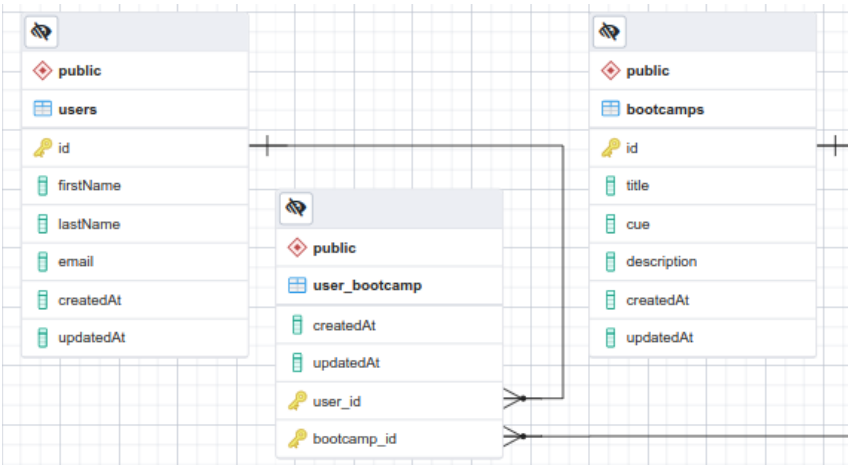 public
users
id
firstName
lastName
email
createdAt
updatedAt
public
user_bootcamp
createdAt
updatedAt
user_id
bootcamp_id
public
bootcamps
id
title
cue
description
createdAt
updatedAt